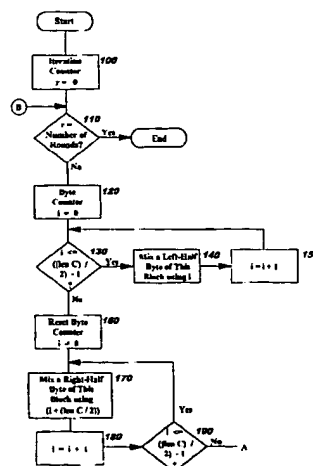 Start
100
Iteration
Counter
r = 0
B
110
r =
Number of
Rounds?
Yes
End
No
120
Byte
Counter
i = 0
130
i <=
((len C) /
2) - 1
?
Yes
140
Mix a Left-Half
Byte of This
Block using i
15
i = i + 1
No
160
Reset Byte
Counter
i = 0
170
Mix a Right-Half
Byte of This
Block using
(i + (len C / 2))
180
i = i + 1
Yes
190
i <=
((len C) /
2) - 1
No
A